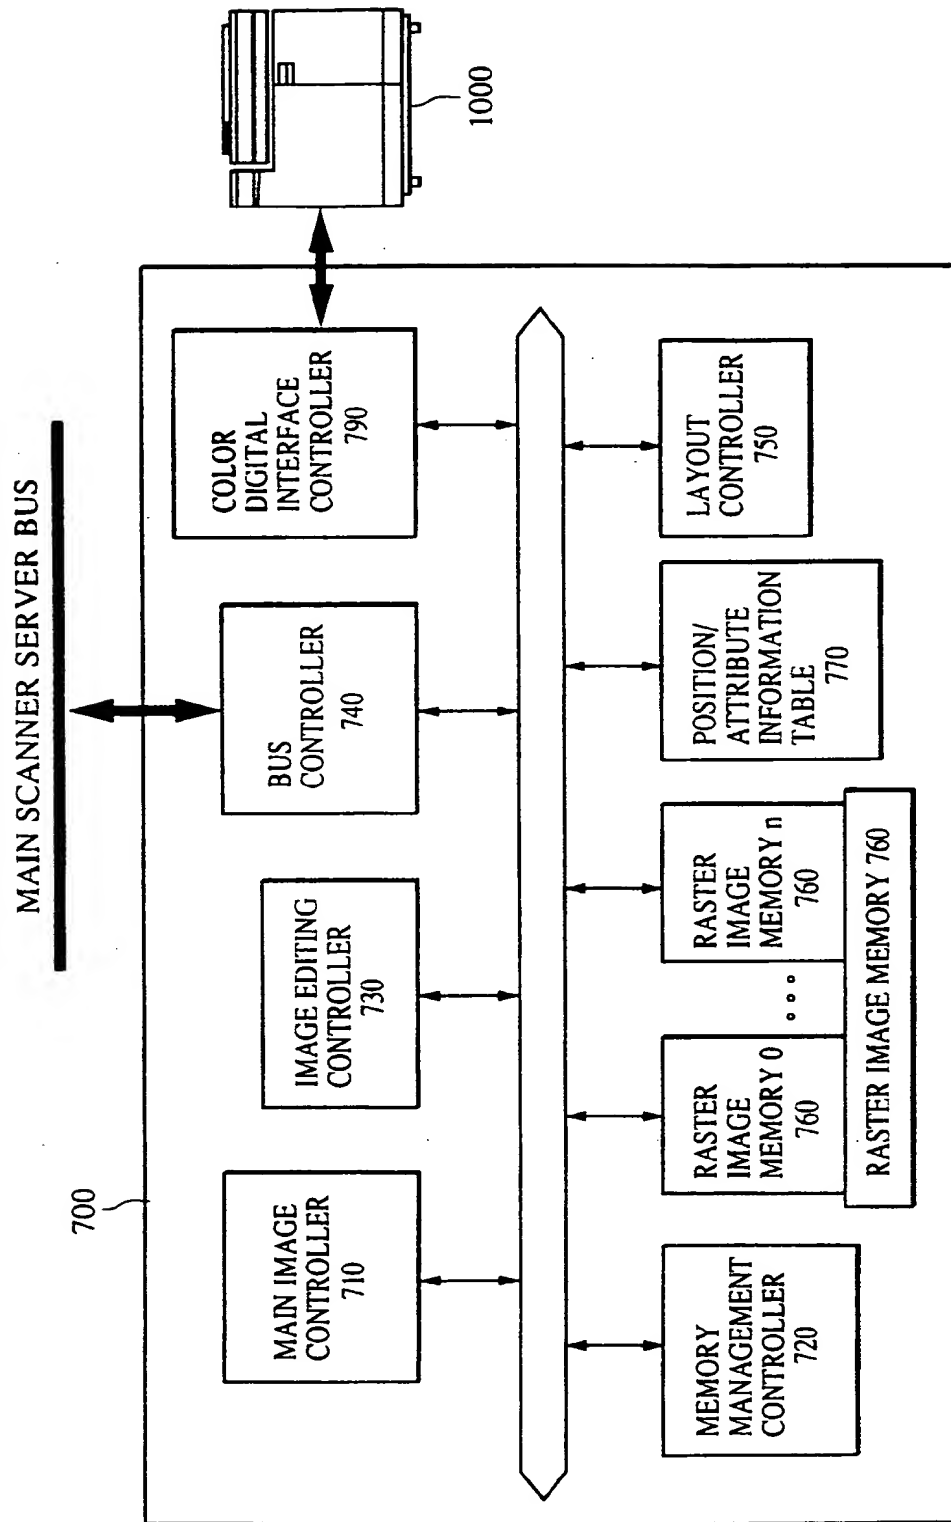 MAIN SCANNER SERVER BUS
700
MAIN IMAGE
CONTROLLER
710
IMAGE EDITING
CONTROLLER
730
BUS
CONTROLLER
740
COLOR
DIGITAL
INTERFACE
CONTROLLER
790
1000
MEMORY
MANAGEMENT
CONTROLLER
720
RASTER
IMAGE
MEMORY 0
760
RASTER
IMAGE
MEMORY n
760
RASTER IMAGE MEMORY 760
POSITION/
ATTRIBUTE
INFORMATION
TABLE
770
LAYOUT
CONTROLLER
750